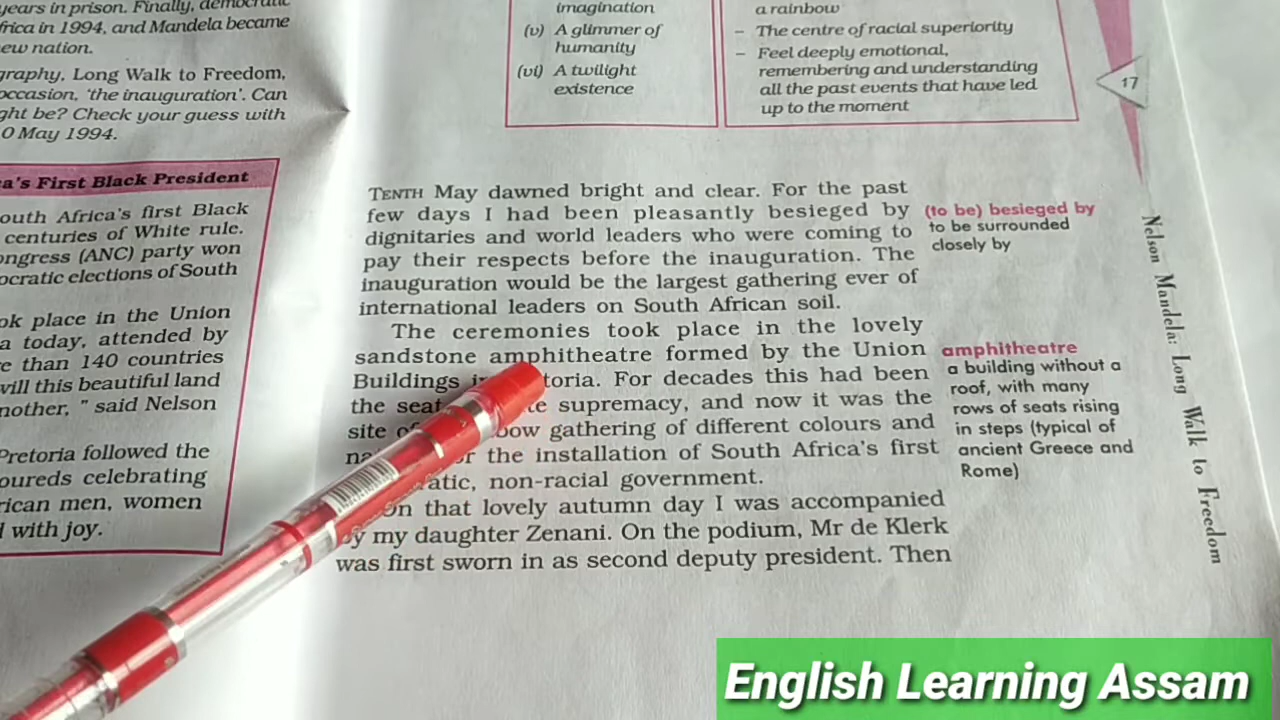 years in prison. Finally, democratic
frica in 1994, and Mandela became
ew nation.
graphy, Long Walk to Freedom,
occasion, 'the inauguration'. Can
ght be? Check your guess with
0 May 1994.
a's First Black President
outh Africa's first Black
centuries of White rule.
ongress (ANC) party won
ocratic elections of South
ok place in the Union
a today, attended by
e than 140 countries
will this beautiful land
nother, " said Nelson
Pretoria followed the
oureds celebrating
rican men, women
with joy.
imagination
(v) A glimmer of
humanity
(vi) A twilight
existence
a rainbow
– The centre of racial superiority
– Feel deeply emotional,
remembering and understanding
all the past events that have led
up to the moment
17
TENTH May dawned bright and clear. For the past
few days I had been pleasantly besieged by
dignitaries and world leaders who were coming to
pay their respects before the inauguration. The
inauguration would be the largest gathering ever of
international leaders on South African soil.
The ceremonies took place in the lovely
sandstone amphitheatre formed by the Union
Buildings toria. For decades this had been
the seat te supremacy, and now it was the
site bow gathering of different colours and
the installation of South Africa's first
atic, non-racial government.
On that lovely autumn day I was accompanied
by my daughter Zenani. On the podium, Mr de Klerk
was first sworn in as second deputy president. Then
(to be) besieged by
to be surrounded
closely by
amphitheatre
a building without a
roof, with many
rows of seats rising
in steps (typical of
ancient Greece and
Rome)
Nelson Mandela: Long Walk to Freedom
English Learning Assam